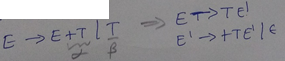 E → E+T | T ⇒ E → TE'
α β E' → +TE' | ε